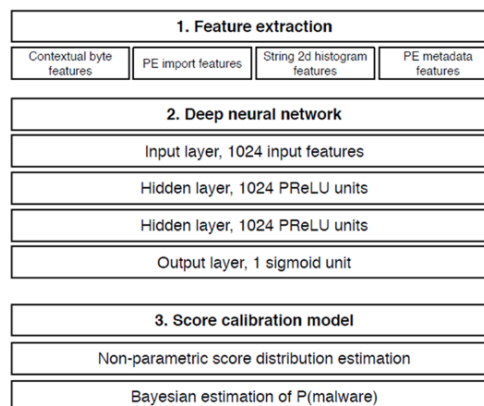 1. Feature extraction
Contextual byte
features
PE import features
String 2d histogram
features
PE metadata
features
2. Deep neural network
Input layer, 1024 input features
Hidden layer, 1024 PReLU units
Hidden layer, 1024 PReLU units
Output layer, 1 sigmoid unit
3. Score calibration model
Non-parametric score distribution estimation
Bayesian estimation of P(malware)